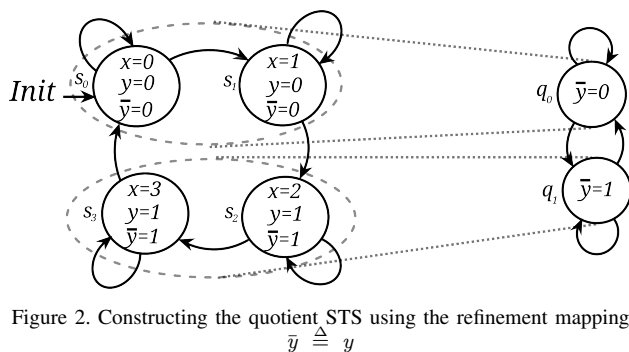 x=0
y=0
ȳ=0
s₀
Init
x=1
y=0
ȳ=0
s₁
x=3
y=1
ȳ=1
s₃
x=2
y=1
ȳ=1
s₂
q₀
ȳ=0
q₁
ȳ=1
Figure 2. Constructing the quotient STS using the refinement mapping
ȳ ≜ y